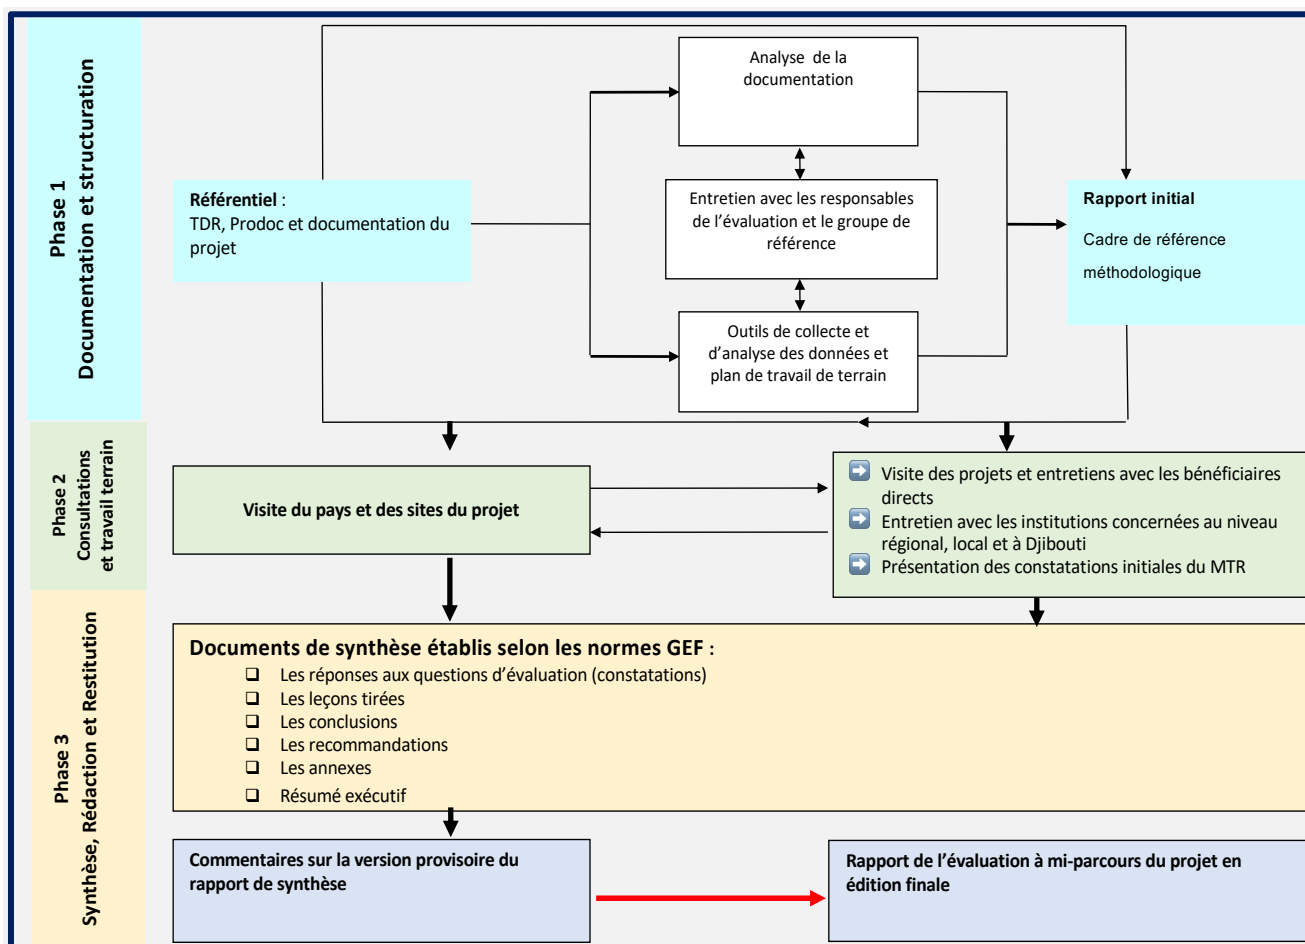 Phase 1
Documentation et structuration
Analyse de la
documentation
Référentiel :
TDR, Prodoc et documentation du
projet
Entretien avec les responsables
de l’évaluation et le groupe de
référence
Rapport initial
Cadre de référence
méthodologique
Outils de collecte et
d’analyse des données et
plan de travail de terrain
Phase 2
Consultations
et travail terrain
Visite du pays et des sites du projet
Visite des projets et entretiens avec les bénéficiaires
directs
Entretien avec les institutions concernées au niveau
régional, local et à Djibouti
Présentation des constatations initiales du MTR
Phase 3
Synthèse, Rédaction et Restitution
Documents de synthèse établis selon les normes GEF :
Les réponses aux questions d’évaluation (constatations)
Les leçons tirées
Les conclusions
Les recommandations
Les annexes
Résumé exécutif
Commentaires sur la version provisoire du
rapport de synthèse
Rapport de l’évaluation à mi-parcours du projet en
édition finale